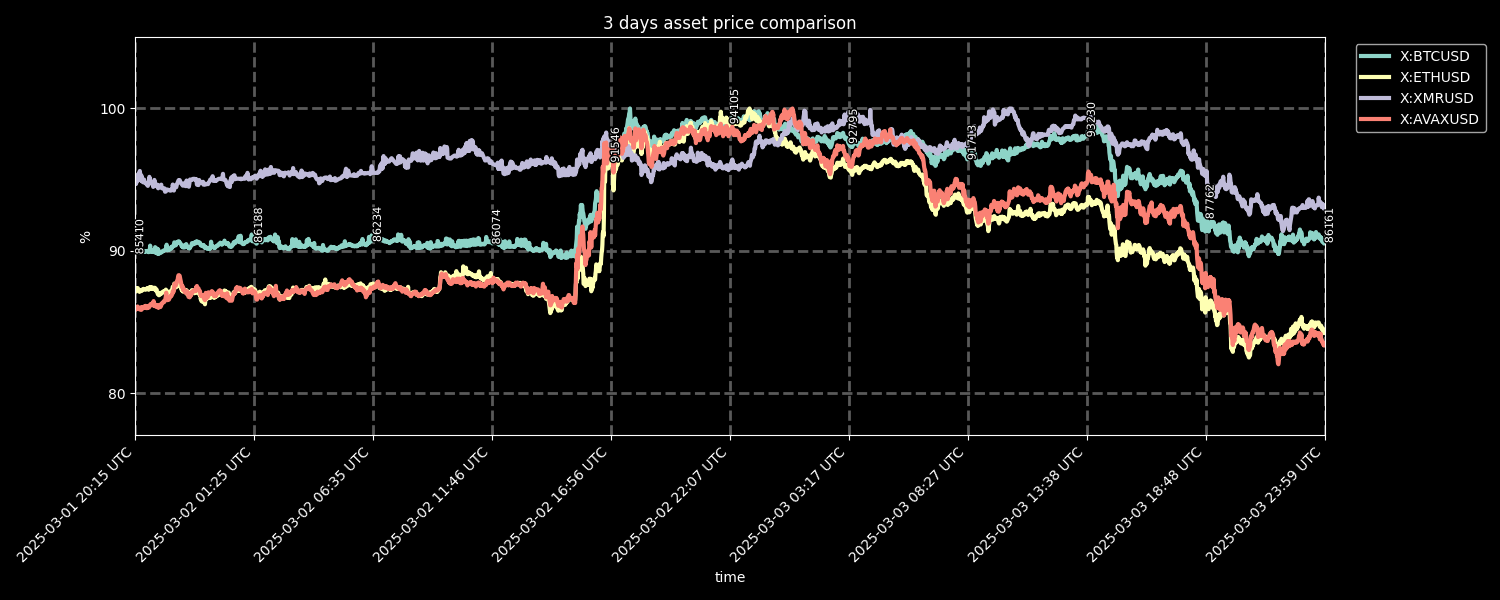 3 days asset price comparison
X:BTCUSD
X:ETHUSD
X:XMRUSD
X:AVAXUSD
100
90
80
%
85410
86188
86234
86074
91546
94105
92795
91713
93230
87762
86161
2025-03-01 20:15 UTC
2025-03-02 01:25 UTC
2025-03-02 06:35 UTC
2025-03-02 11:46 UTC
2025-03-02 16:56 UTC
2025-03-02 22:07 UTC
2025-03-03 03:17 UTC
2025-03-03 08:27 UTC
2025-03-03 13:38 UTC
2025-03-03 18:48 UTC
2025-03-03 23:59 UTC
time